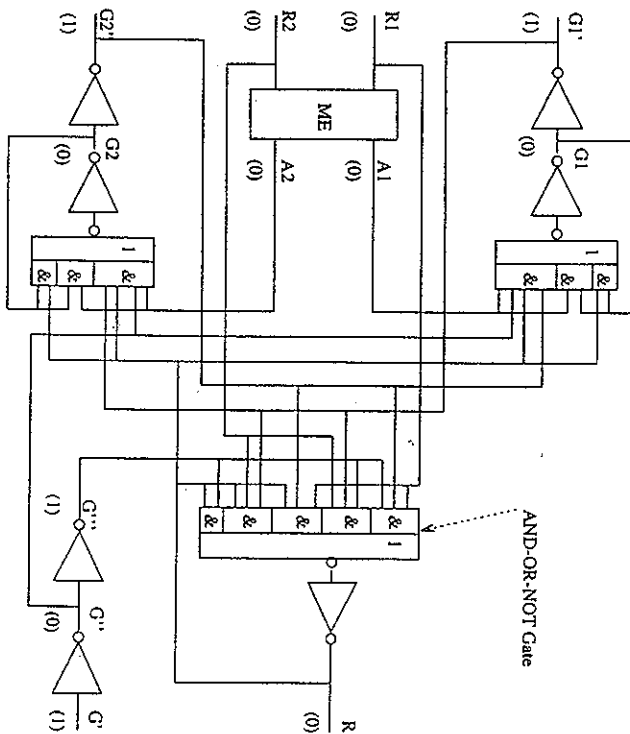 G1'
(1)
G1
(0)
1
&
&
&
R1
(0)
R2
(0)
ME
A1
(0)
A2
(0)
G2'
(1)
G2
(0)
1
&
&
&
AND-OR-NOT Gate
1
&
&
&
&
&
R
(0)
G'''
(1)
G''
(0)
G'
(1)